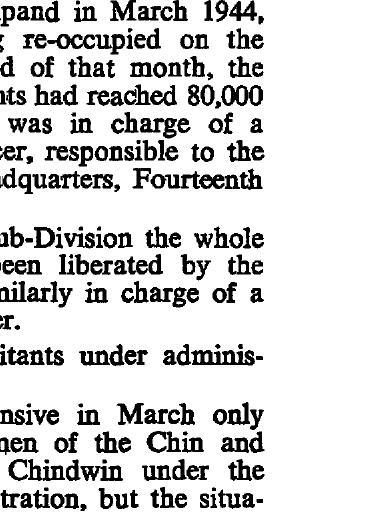 pand in March 1944,
re-occupied on the
d of that month, the
nts had reached 80,000
was in charge of a
cer, responsible to the
dquarters, Fourteenth
ub-Division the whole
been liberated by the
milarly in charge of a
er.
itants under adminis-
nsive in March only
men of the Chin and
Chindwin under the
tration, but the situa-